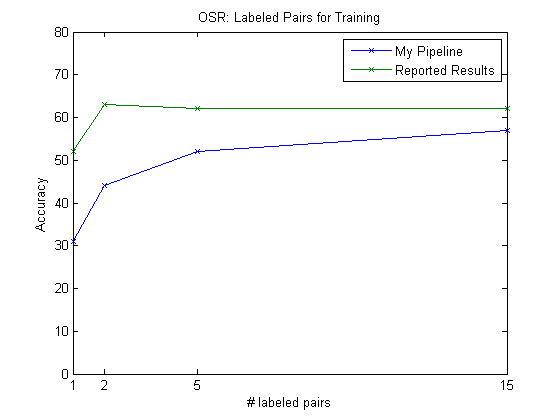 OSR: Labeled Pairs for Training
My Pipeline
Reported Results
Accuracy
80
70
60
50
40
30
20
10
0
1 2 5 15
# labeled pairs